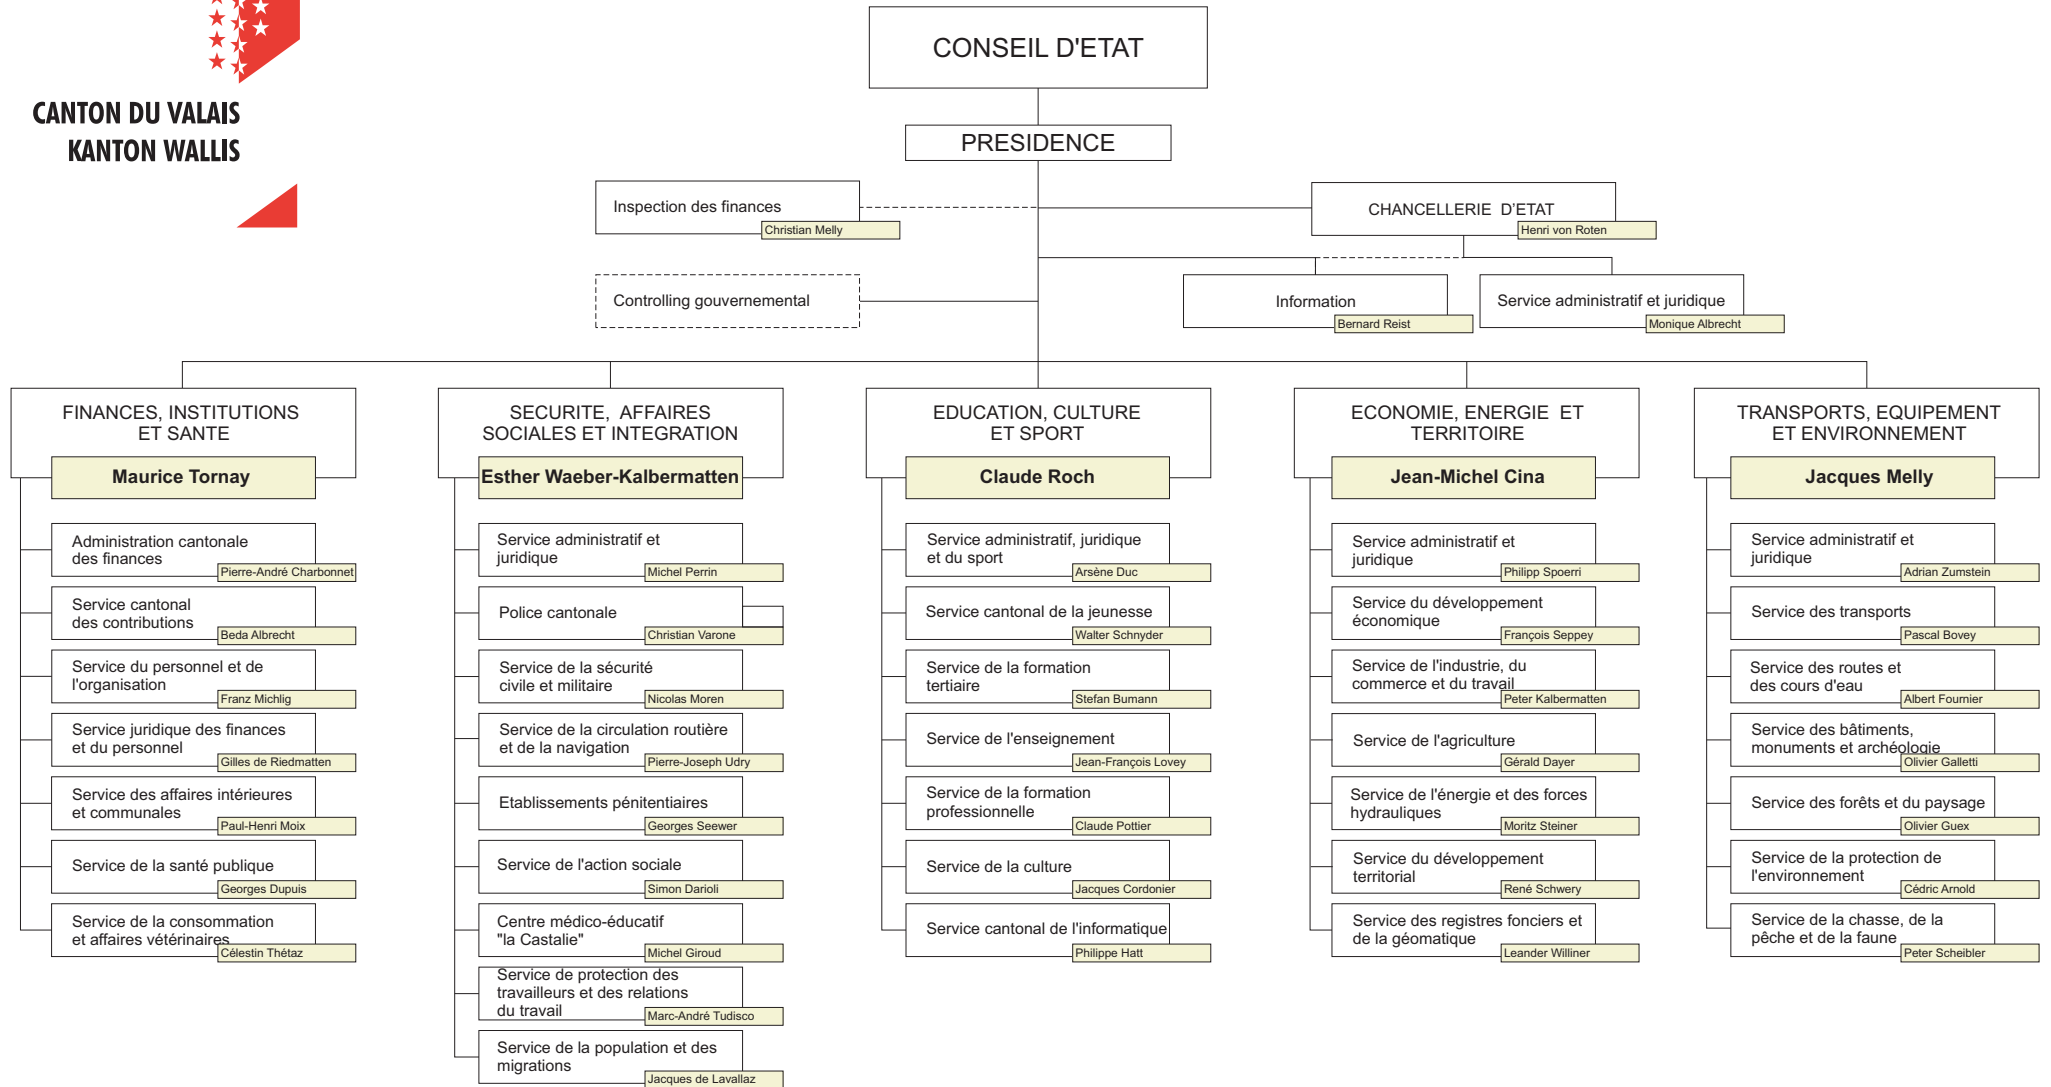 CANTON DU VALAIS
KANTON WALLIS
CONSEIL D'ETAT
PRESIDENCE
Inspection des finances
Christian Melly
CHANCELLERIE D'ETAT
Henri von Roten
Controlling gouvernemental
Information
Bernard Reist
Service administratif et juridique
Monique Albrecht
FINANCES, INSTITUTIONS
ET SANTE
Maurice Tornay
Administration cantonale
des finances
Pierre-André Charbonnet
Service cantonal
des contributions
Beda Albrecht
Service du personnel et de
l'organisation
Franz Michlig
Service juridique des finances
et du personnel
Gilles de Riedmatten
Service des affaires intérieures
et communales
Paul-Henri Moix
Service de la santé publique
Georges Dupuis
Service de la consommation
et affaires vétérinaires
Célestin Thétaz
SECURITE, AFFAIRES
SOCIALES ET INTEGRATION
Esther Waeber-Kalbermatten
Service administratif et
juridique
Michel Perrin
Police cantonale
Christian Varone
Service de la sécurité
civile et militaire
Nicolas Moren
Service de la circulation routière
et de la navigation
Pierre-Joseph Udry
Etablissements pénitentiaires
Georges Seewer
Service de l'action sociale
Simon Darioli
Centre médico-éducatif
"la Castalie"
Michel Giroud
Service de protection des
travailleurs et des relations
du travail
Marc-André Tudisco
Service de la population et des
migrations
Jacques de Lavallaz
EDUCATION, CULTURE
ET SPORT
Claude Roch
Service administratif, juridique
et du sport
Arsène Duc
Service cantonal de la jeunesse
Walter Schnyder
Service de la formation
tertiaire
Stefan Bumann
Service de l'enseignement
Jean-François Lovey
Service de la formation
professionnelle
Claude Pottier
Service de la culture
Jacques Cordonier
Service cantonal de l'informatique
Philippe Hatt
ECONOMIE, ENERGIE ET
TERRITOIRE
Jean-Michel Cina
Service administratif et
juridique
Philipp Spoerri
Service du développement
économique
François Seppey
Service de l'industrie, du
commerce et du travail
Peter Kalbermatten
Service de l'agriculture
Gérald Dayer
Service de l'énergie et des forces
hydrauliques
Moritz Steiner
Service du développement
territorial
René Schwery
Service des registres fonciers et
de la géomatique
Leander Williner
TRANSPORTS, EQUIPEMENT
ET ENVIRONNEMENT
Jacques Melly
Service administratif et
juridique
Adrian Zumstein
Service des transports
Pascal Bovey
Service des routes et
des cours d'eau
Albert Fournier
Service des bâtiments,
monuments et archéologie
Olivier Galletti
Service des forêts et du paysage
Olivier Guex
Service de la protection de
l'environnement
Cédric Arnold
Service de la chasse, de la
pêche et de la faune
Peter Scheibler